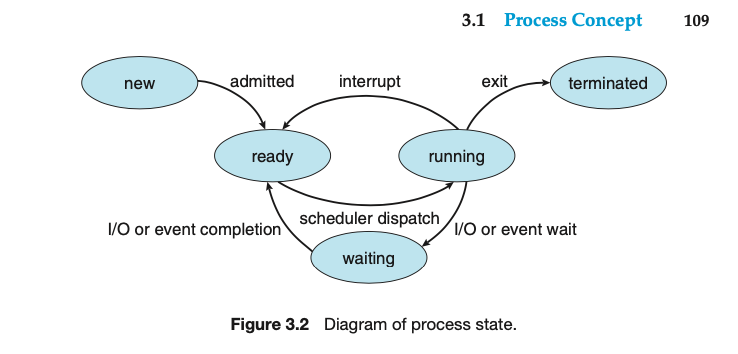 3.1 Process Concept 109
new
admitted
interrupt
exit
terminated
ready
running
scheduler dispatch
I/O or event completion
I/O or event wait
waiting
Figure 3.2 Diagram of process state.